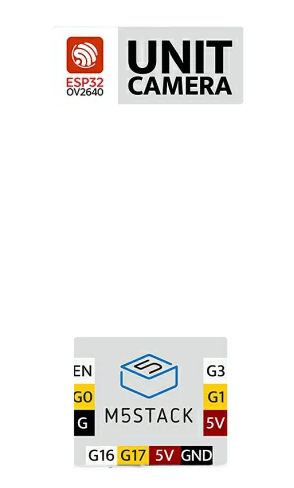 UNIT
ESP32
CAMERA
OV2640
EN
G3
G0
G1
M5STACK
G
5V
G16 G17 5V GND